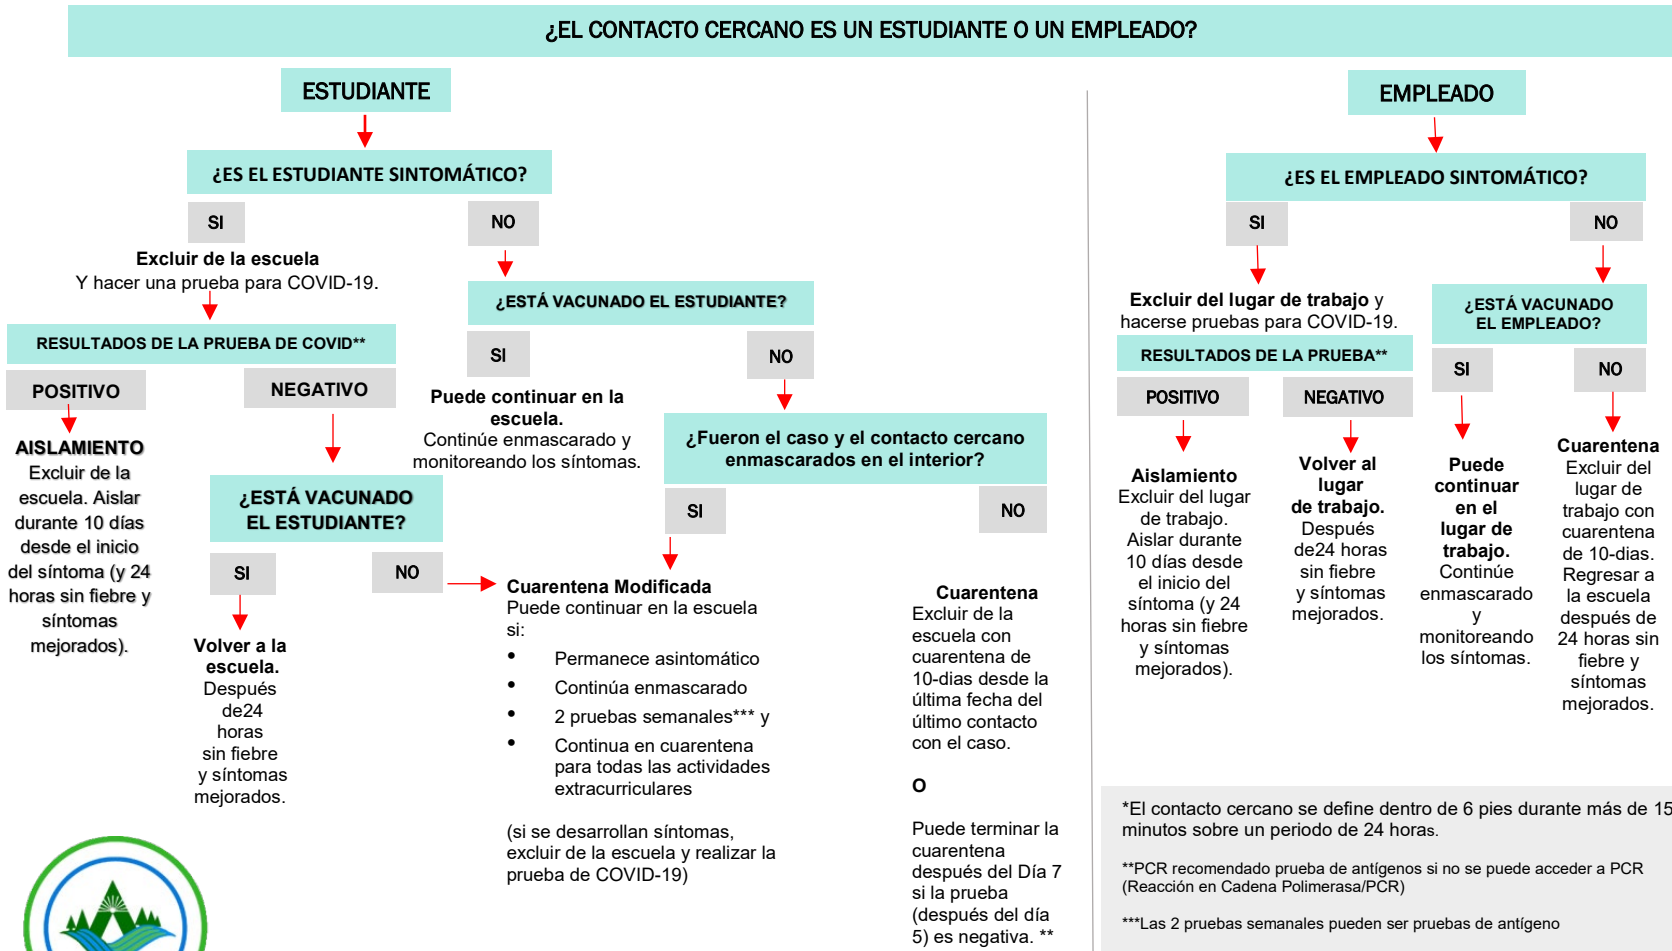 ¿EL CONTACTO CERCANO ES UN ESTUDIANTE O UN EMPLEADO?
ESTUDIANTE
¿ES EL ESTUDIANTE SINTOMÁTICO?
SI
NO
Excluir de la escuela
Y hacer una prueba para COVID-19.
RESULTADOS DE LA PRUEBA DE COVID**
POSITIVO
NEGATIVO
AISLAMIENTO
Excluir de la
escuela. Aislar
durante 10 días
desde el inicio
del síntoma (y 24
horas sin fiebre y
síntomas
mejorados).
¿ESTÁ VACUNADO
EL ESTUDIANTE?
SI
NO
Volver a la
escuela.
Después
de24
horas
sin fiebre
y síntomas
mejorados.
¿ESTÁ VACUNADO EL ESTUDIANTE?
SI
NO
Puede continuar en la
escuela.
Continúe enmascarado y
monitoreando los síntomas.
¿Fueron el caso y el contacto cercano
enmascarados en el interior?
SI
NO
Cuarentena Modificada
Puede continuar en la escuela
si:
• Permanece asintomático
• Continúa enmascarado
• 2 pruebas semanales*** y
• Continua en cuarentena
para todas las actividades
extracurriculares
(si se desarrollan síntomas,
excluir de la escuela y realizar la
prueba de COVID-19)
Cuarentena
Excluir de la
escuela con
cuarentena de
10-dias desde la
última fecha del
último contacto
con el caso.
O
Puede terminar la
cuarentena
después del Día 7
si la prueba
(después del día
5) es negativa. **
EMPLEADO
¿ES EL EMPLEADO SINTOMÁTICO?
SI
NO
Excluir del lugar de trabajo y
hacerse pruebas para COVID-19.
RESULTADOS DE LA PRUEBA**
POSITIVO
NEGATIVO
Aislamiento
Excluir del lugar
de trabajo.
Aislar durante
10 días desde
el inicio del
síntoma (y 24
horas sin fiebre
y síntomas
mejorados).
Volver al
lugar
de trabajo.
Después
de24 horas
sin fiebre
y síntomas
mejorados.
¿ESTÁ VACUNADO
EL EMPLEADO?
SI
NO
Puede
continuar
en el
lugar de
trabajo.
Continúe
enmascarado
y
monitoreando
los síntomas.
Cuarentena
Excluir del
lugar de
trabajo con
cuarentena
de 10-dias.
Regresar a
la escuela
después de
24 horas sin
fiebre y
síntomas
mejorados.
*El contacto cercano se define dentro de 6 pies durante más de 15
minutos sobre un periodo de 24 horas.
**PCR recomendado prueba de antígenos si no se puede acceder a PCR
(Reacción en Cadena Polimerasa/PCR)
***Las 2 pruebas semanales pueden ser pruebas de antígeno